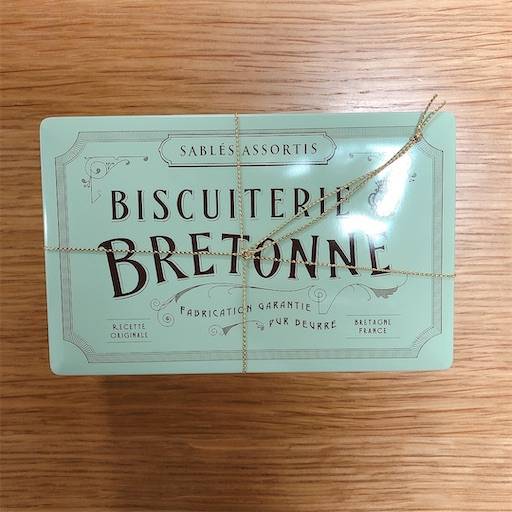 SABLÉS ASSORTIS
BISCUITERIE
BRETONNE
FABRICATION GARANTIE
PUR BEURRE
RECETTE
ORIGINALE
BRETAGNE
FRANCE